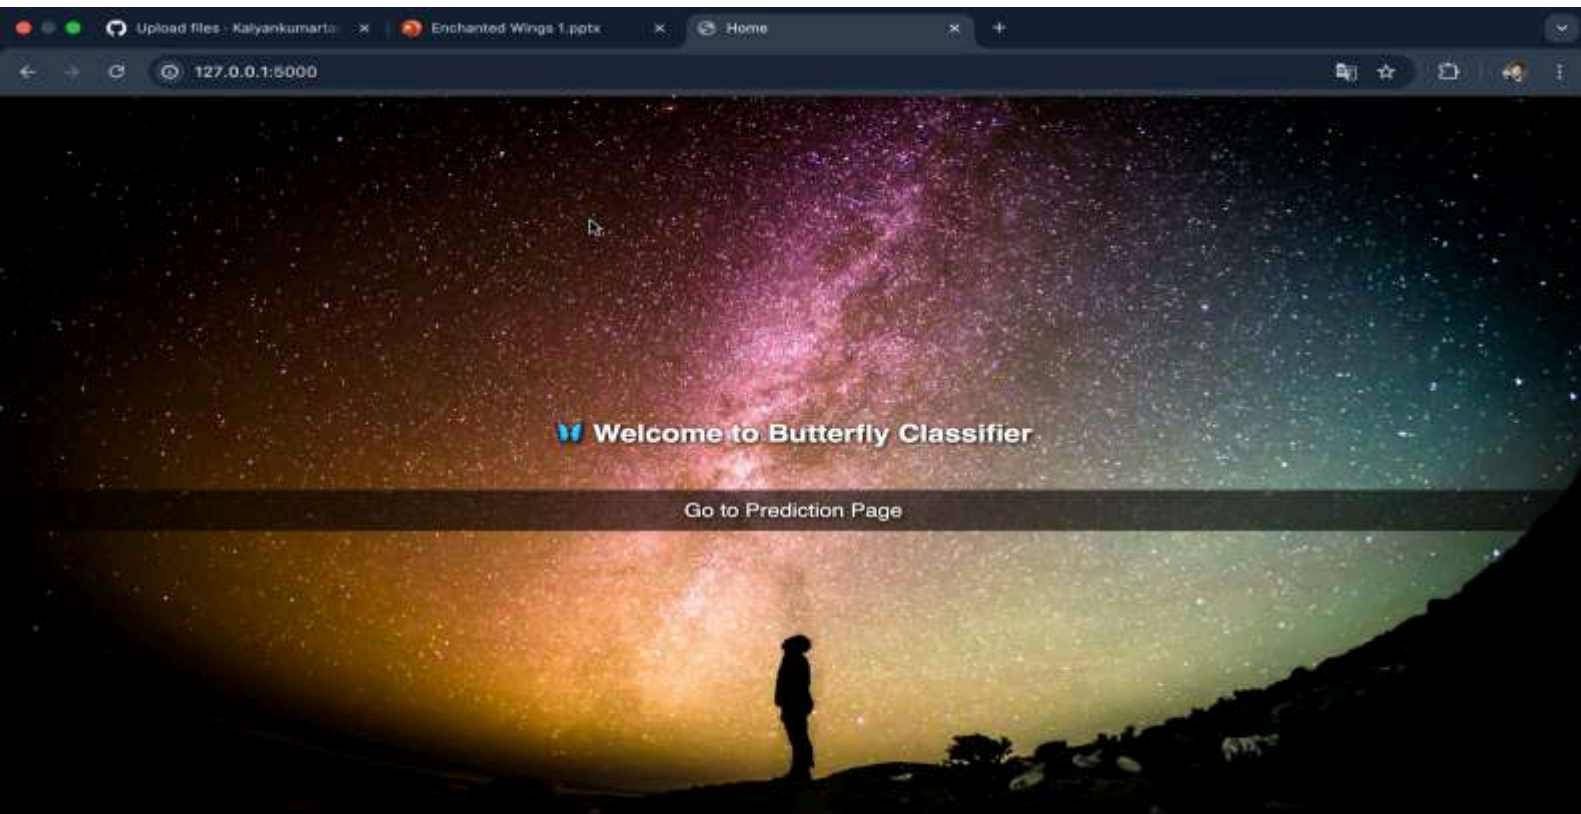 Upload files · Kalyankumarta
Enchanted Wings 1.pptx
Home
127.0.0.1:5000
🦋 Welcome to Butterfly Classifier
Go to Prediction Page